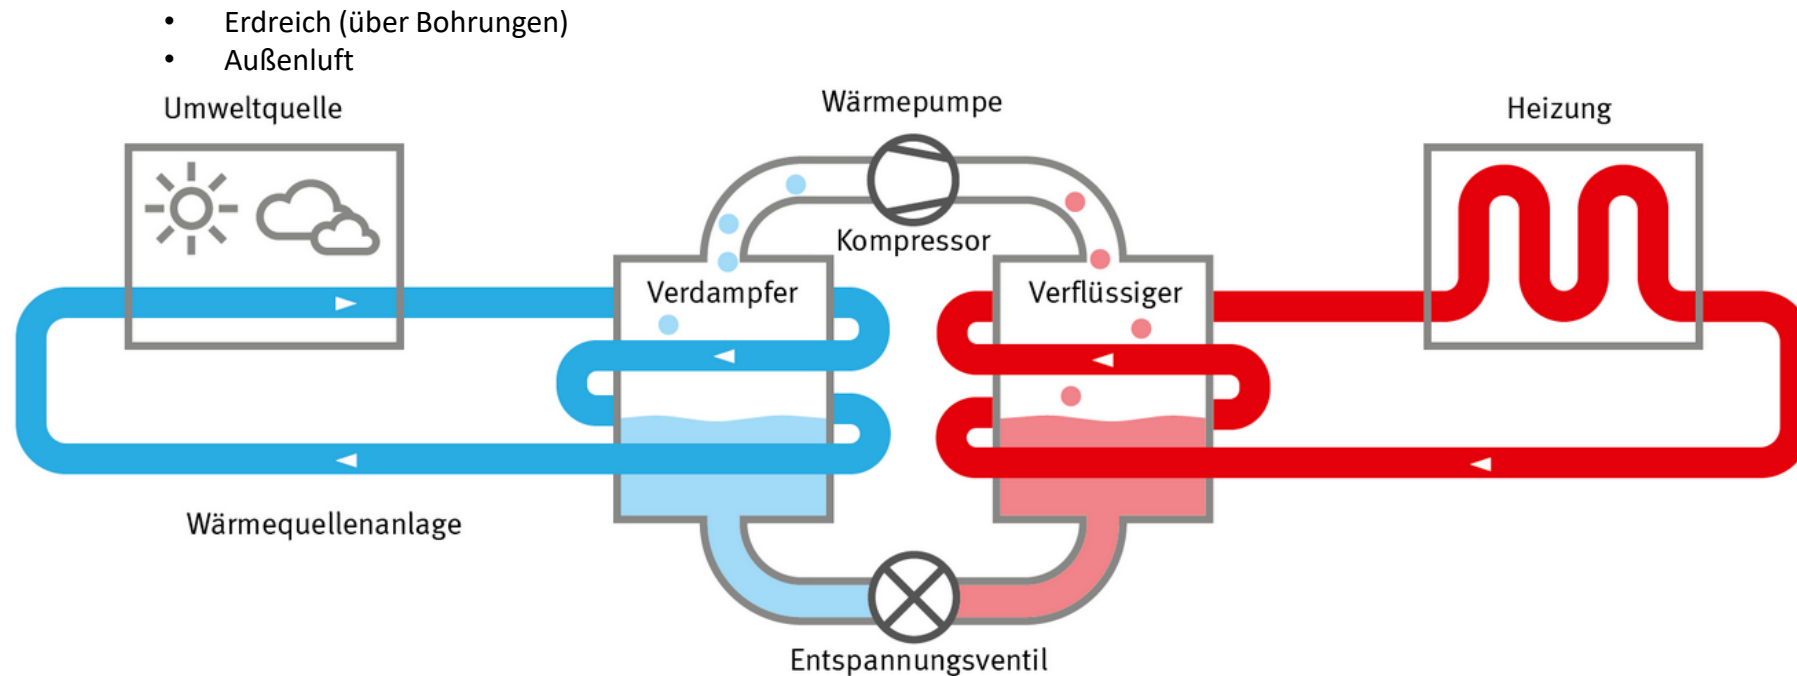 • Erdreich (über Bohrungen)
• Außenluft
Umweltquelle
Wärmepumpe
Heizung
Kompressor
Verdampfer
Verflüssiger
Wärmequellenanlage
Entspannungsventil